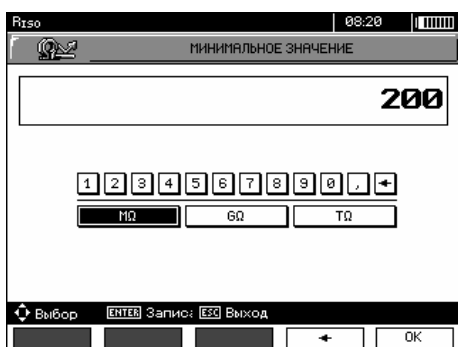 RISO 08:20
МИНИМАЛЬНОЕ ЗНАЧЕНИЕ
200
1 2 3 4 5 6 7 8 9 0 , ←
MΩ GΩ TΩ
Выбор ENTER Запись ESC Выход
← OK